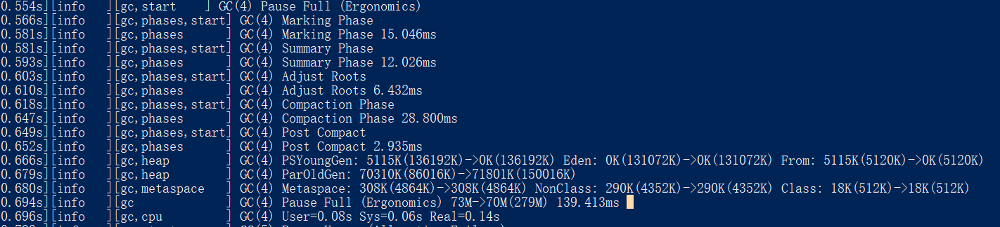 0.554s][info   ][gc,start     ] GC(4) Pause Full (Ergonomics)
0.566s][info   ][gc,phases,start] GC(4) Marking Phase
0.581s][info   ][gc,phases      ] GC(4) Marking Phase 15.046ms
0.581s][info   ][gc,phases,start] GC(4) Summary Phase
0.593s][info   ][gc,phases      ] GC(4) Summary Phase 12.026ms
0.603s][info   ][gc,phases,start] GC(4) Adjust Roots
0.610s][info   ][gc,phases      ] GC(4) Adjust Roots 6.432ms
0.618s][info   ][gc,phases,start] GC(4) Compaction Phase
0.647s][info   ][gc,phases      ] GC(4) Compaction Phase 28.800ms
0.649s][info   ][gc,phases,start] GC(4) Post Compact
0.652s][info   ][gc,phases      ] GC(4) Post Compact 2.935ms
0.666s][info   ][gc,heap        ] GC(4) PSYoungGen: 5115K(136192K)->0K(136192K) Eden: 0K(131072K)->0K(131072K) From: 5115K(5120K)->0K(5120K)
0.679s][info   ][gc,heap        ] GC(4) ParOldGen: 70310K(86016K)->71801K(150016K)
0.680s][info   ][gc,metaspace   ] GC(4) Metaspace: 308K(4864K)->308K(4864K) NonClass: 290K(4352K)->290K(4352K) Class: 18K(512K)->18K(512K)
0.694s][info   ][gc             ] GC(4) Pause Full (Ergonomics) 73M->70M(279M) 139.413ms
0.696s][info   ][gc,cpu         ] GC(4) User=0.08s Sys=0.06s Real=0.14s